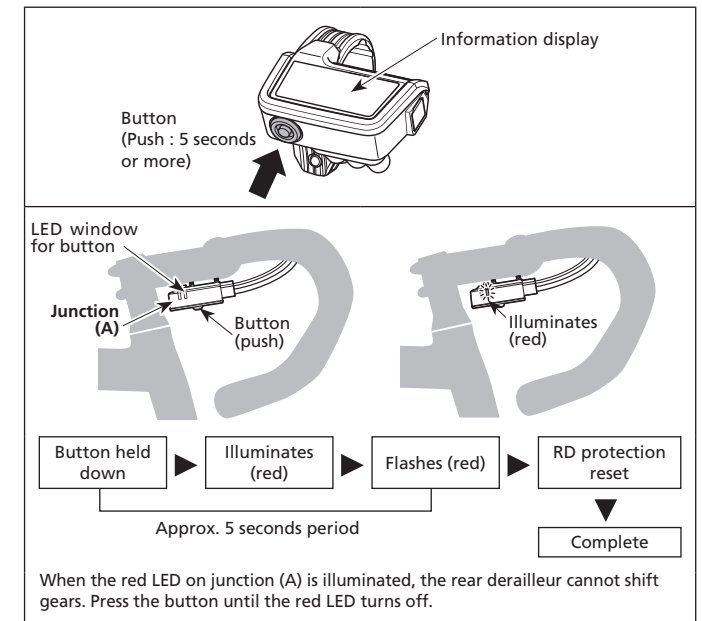 Information display
Button
(Push : 5 seconds
or more)
LED window
for button
Junction
(A)
Button
(push)
Illuminates
(red)
Button held
down
Illuminates
(red)
Flashes (red)
RD protection
reset
Approx. 5 seconds period
Complete
When the red LED on junction (A) is illuminated, the rear derailleur cannot shift
gears. Press the button until the red LED turns off.